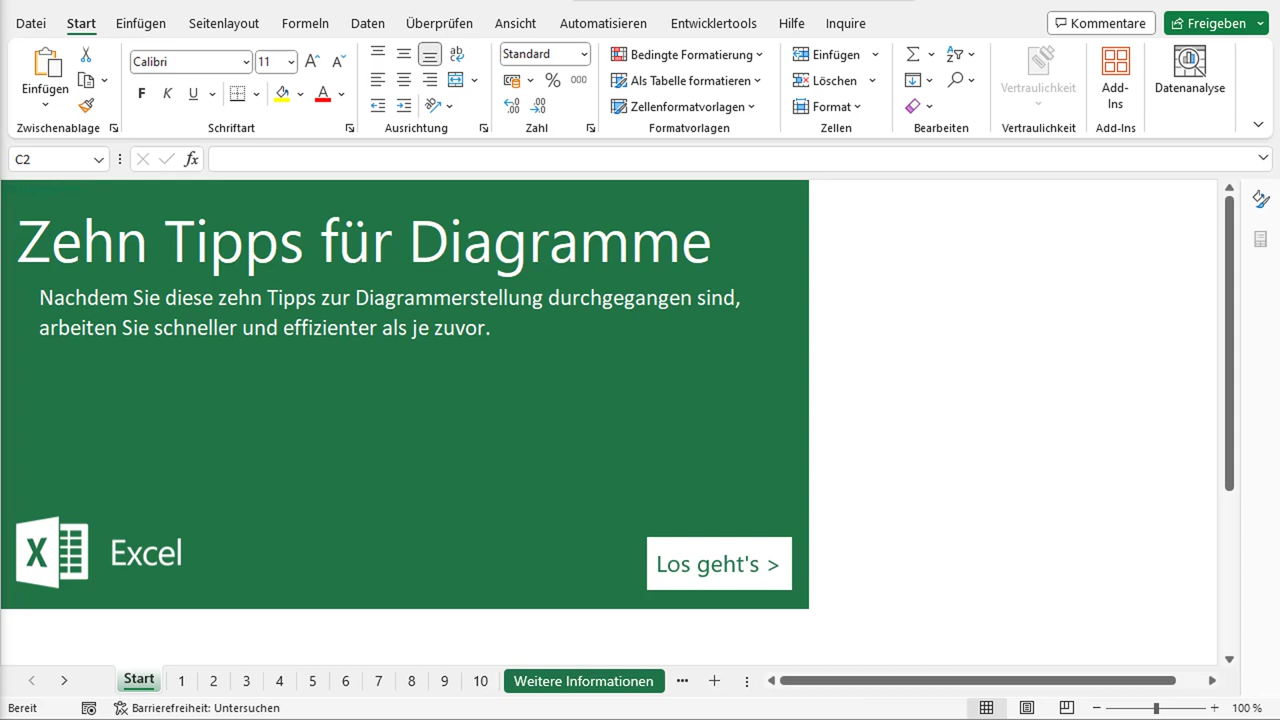 Datei Start Einfügen Seitenlayout Formeln Daten Überprüfen Ansicht Automatisieren Entwicklertools Hilfe Inquire Kommentare Freigeben
Einfügen
Zwischenablage
Calibri 11
F K U
A A
Schriftart
ab
Ausrichtung
Standard
% 000
Zahl
Bedingte Formatierung
Als Tabelle formatieren
Zellenformatvorlagen
Formatvorlagen
Einfügen
Löschen
Format
Zellen
Bearbeiten
Vertraulichkeit
Vertraulichkeit
Add-
Ins
Add-Ins
Datenanalyse
C2 fx
Zehn Tipps für Diagramme
Nachdem Sie diese zehn Tipps zur Diagrammerstellung durchgegangen sind,
arbeiten Sie schneller und effizienter als je zuvor.
X Excel
Los geht's >
Start 1 2 3 4 5 6 7 8 9 10 Weitere Informationen
Bereit Barrierefreiheit: Untersuchen 100 %